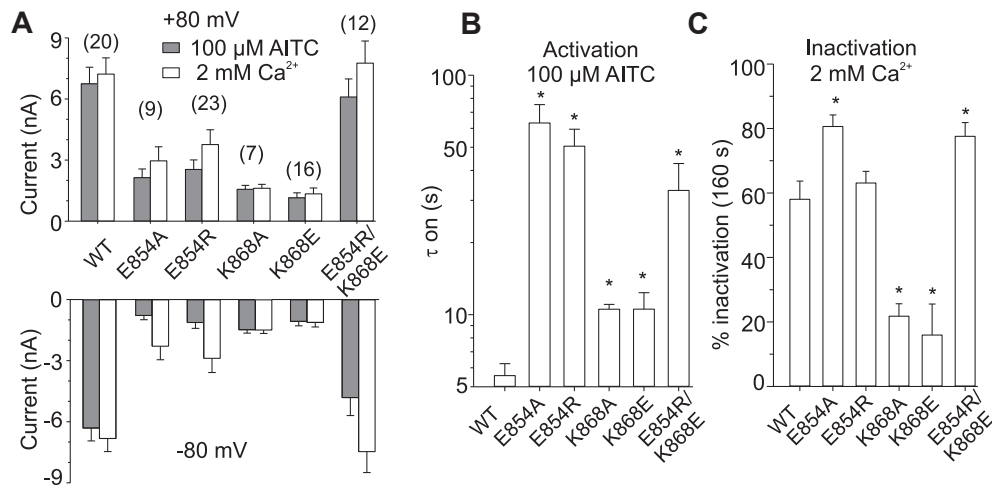 A
+80 mV
100 µM AITC
2 mM Ca²⁺
(20)
(9)
(23)
(7)
(16)
(12)
Current (nA)
9
6
3
0
WT
E854A
E854R
K868A
K868E
E854R/
K868E
0
-3
-6
-9
Current (nA)
-80 mV
B
Activation
100 µM AITC
τ on (s)
100
50
10
5
* * * * *
WT
E854A
E854R
K868A
K868E
E854R/
K868E
C
Inactivation
2 mM Ca²⁺
% inactivation (160 s)
100
80
60
40
20
0
* * * *
WT
E854A
E854R
K868A
K868E
E854R/
K868E